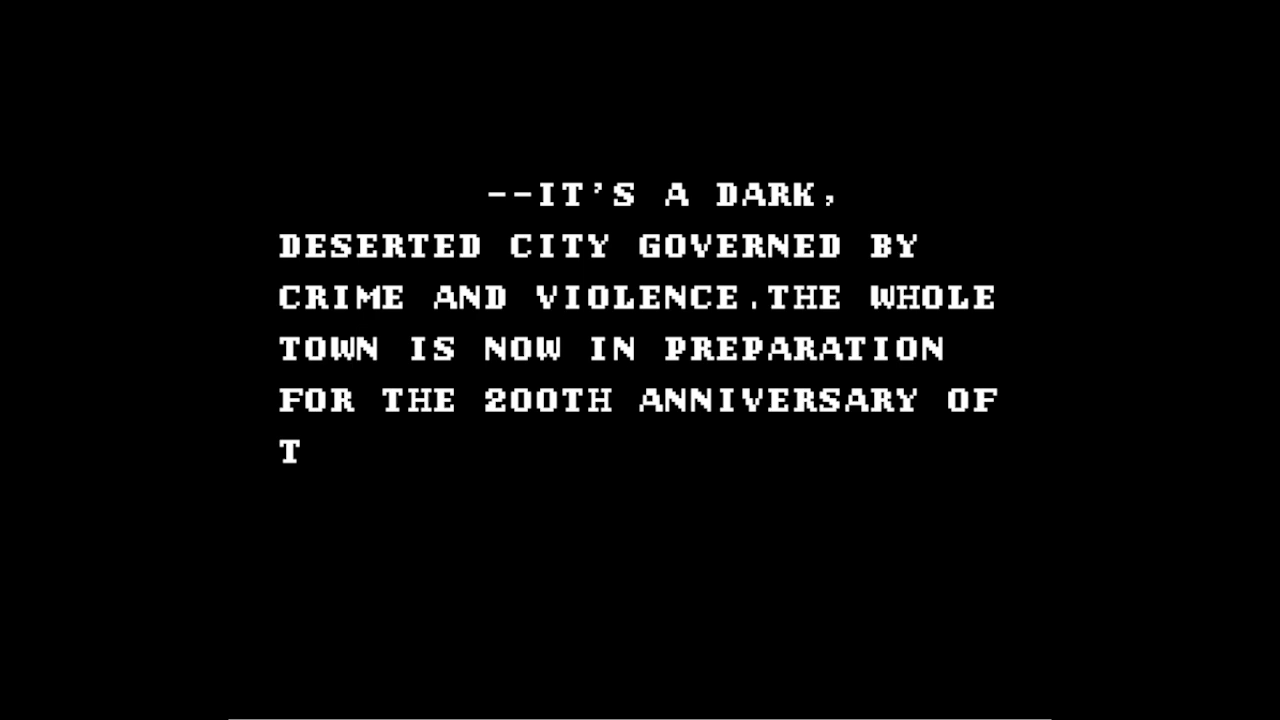 --IT'S A DARK,
DESERTED CITY GOVERNED BY
CRIME AND VIOLENCE.THE WHOLE
TOWN IS NOW IN PREPARATION
FOR THE 200TH ANNIVERSARY OF
T